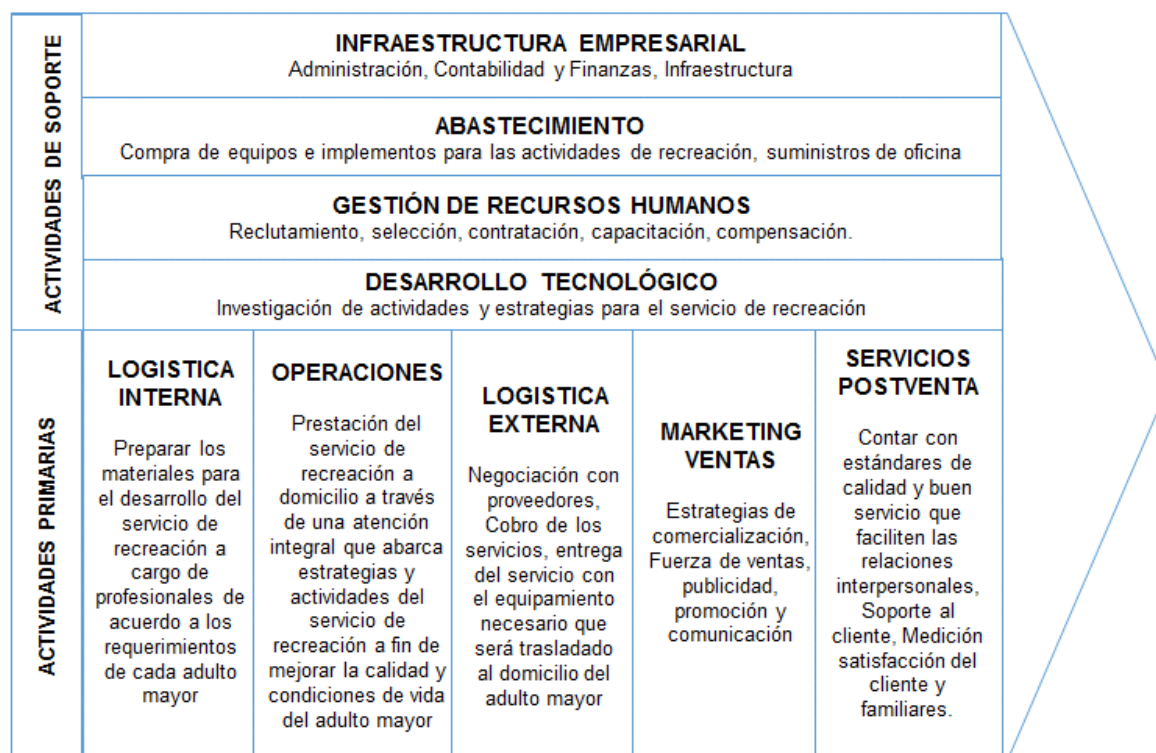 ACTIVIDADES DE SOPORTE
INFRAESTRUCTURA EMPRESARIAL
Administración, Contabilidad y Finanzas, Infraestructura
ABASTECIMIENTO
Compra de equipos e implementos para las actividades de recreación, suministros de oficina
GESTIÓN DE RECURSOS HUMANOS
Reclutamiento, selección, contratación, capacitación, compensación.
DESARROLLO TECNOLÓGICO
Investigación de actividades y estrategias para el servicio de recreación
ACTIVIDADES PRIMARIAS
LOGISTICA
INTERNA
Preparar los
materiales para
el desarrollo del
servicio de
recreación a
cargo de
profesionales de
acuerdo a los
requerimientos
de cada adulto
mayor
OPERACIONES
Prestación del
servicio de
recreación a
domicilio a través
de una atención
integral que abarca
estrategias y
actividades del
servicio de
recreación a fin de
mejorar la calidad y
condiciones de vida
del adulto mayor
LOGISTICA
EXTERNA
Negociación con
proveedores,
Cobro de los
servicios, entrega
del servicio con
el equipamiento
necesario que
será trasladado
al domicilio del
adulto mayor
MARKETING
VENTAS
Estrategias de
comercialización,
Fuerza de ventas,
publicidad,
promoción y
comunicación
SERVICIOS
POSTVENTA
Contar con
estándares de
calidad y buen
servicio que
faciliten las
relaciones
interpersonales,
Soporte al
cliente, Medición
satisfacción del
cliente y
familiares.